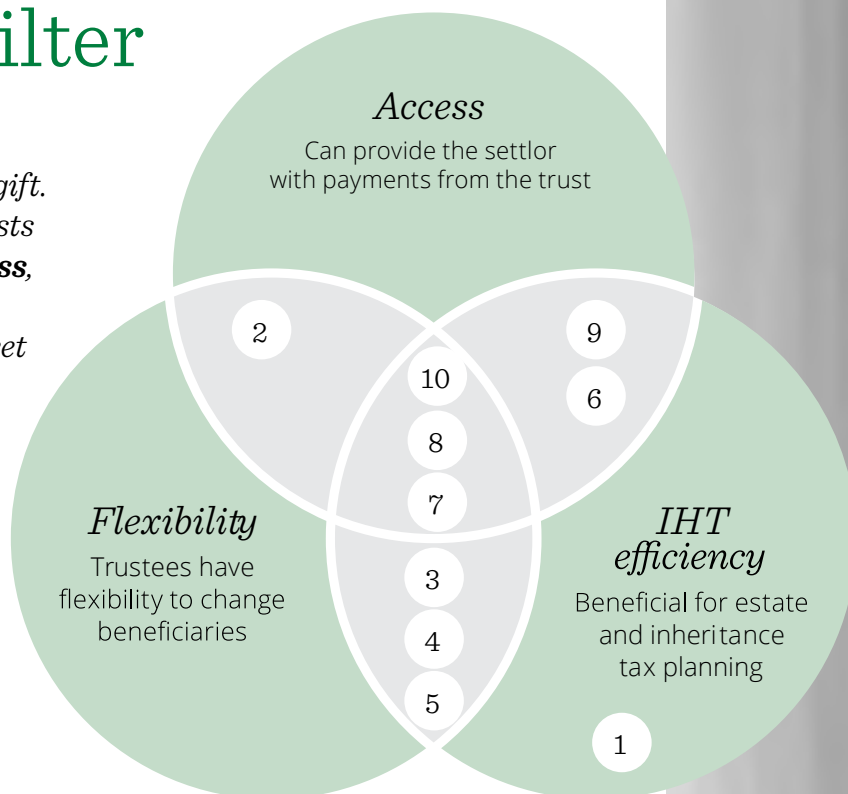 ilter
Access
Can provide the settlor
with payments from the trust
gift.
sts
ss,
et
2
9
6
10
8
7
Flexibility
Trustees have
flexibility to change
beneficiaries
3
4
5
IHT
efficiency
Beneficial for estate
and inheritance
tax planning
1